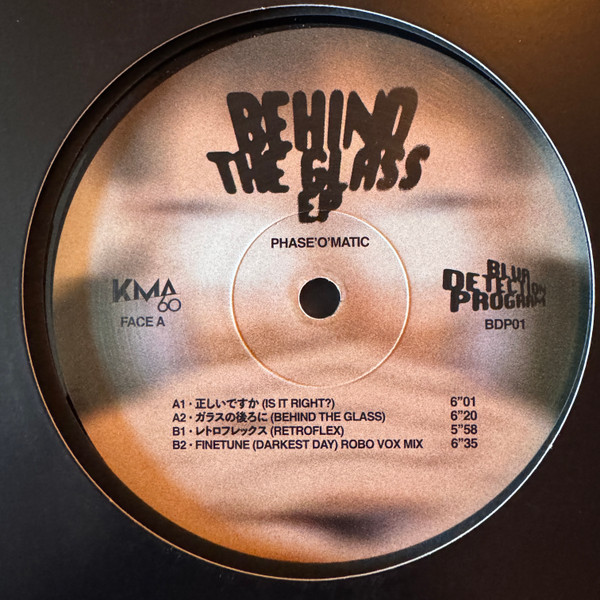 BEHIND
THE GLASS
EP
PHASE'O'MATIC
KMA
60
FACE A
BLUR
DETECTION
PROGRAM
BDP01
A1 · 正しいですか (IS IT RIGHT?) 6"01
A2 · ガラスの後ろに (BEHIND THE GLASS) 6"20
B1 · レトロフレックス (RETROFLEX) 5"58
B2 · FINETUNE (DARKEST DAY) ROBO VOX MIX 6"35